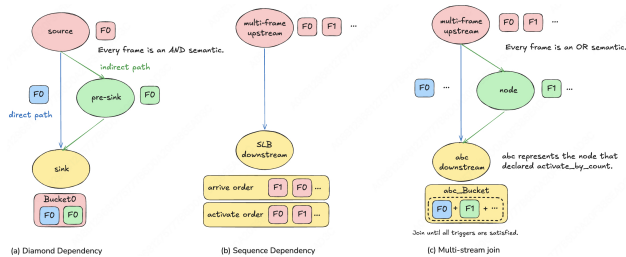 source
F0
Every frame is an AND semantic.
indirect path
F0
pre-sink
F0
direct path
sink
Bucket0
F0 F0
(a) Diamond Dependency
multi-frame
upstream
F0 F1 ...
SLB
downstream
arrive order F1 F0 ...
activate order F0 F1 ...
(b) Sequence Dependency
multi-frame
upstream
F0 F1 ...
Every frame is an OR semantic.
F0 ...
node
F1 ...
abc
downstream
abc represents the node that
declared activate_by_count.
abc_Bucket
F0 + F1 + ...
Join until all triggers are satisfied.
(c) Multi-stream join